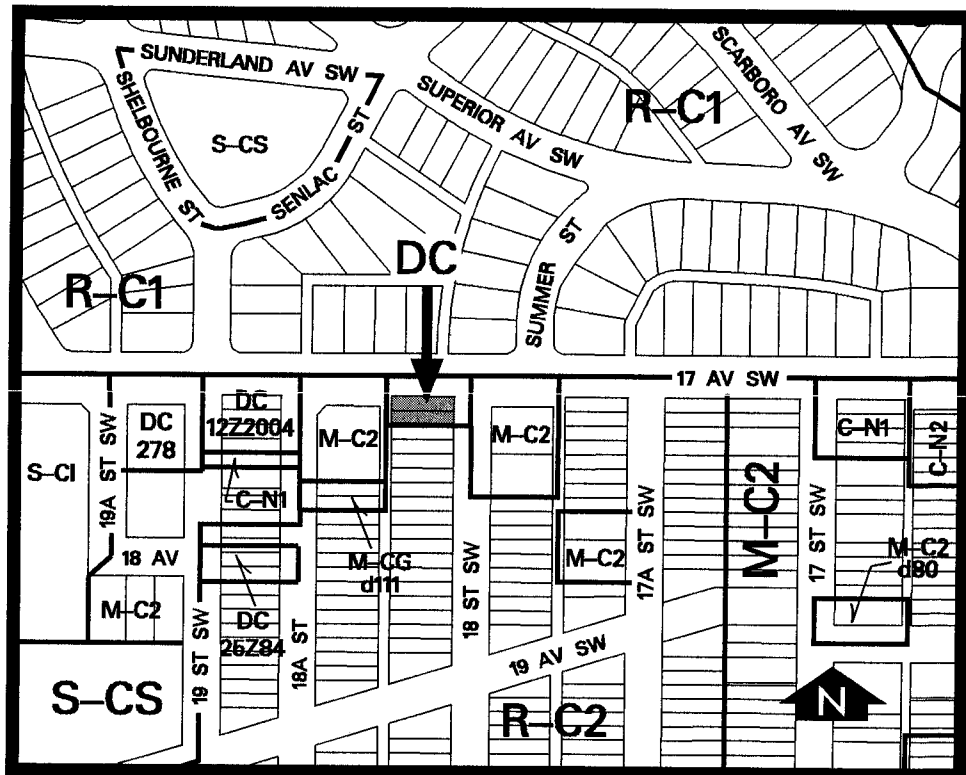 SUNDERLAND AV SW
SHELBOURNE ST
S-CS
SENLAC ST
SUPERIOR AV SW
R-C1
SCARBORO AV SW
DC
R-C1
SUMMER ST
17 AV SW
S-CI
19A ST SW
DC
278
DC
12Z2004
C-N1
M-C2
M-C2
C-N1
C-N2
18 AV
M-C2
M-CG
d111
18 ST SW
M-C2
17A ST SW
M-C2
17 ST SW
M-C2
d80
19 ST SW
DC
26Z84
18A ST
19 AV SW
S-CS
R-C2
N